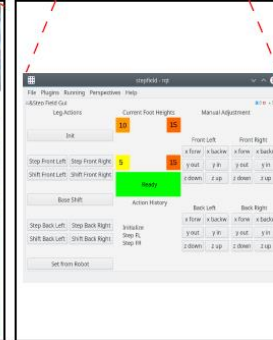 stepfield - rqt
File Plugins Running Perspectives Help
Step Field Gui
Leg Actions Current Foot Heights Manual Adjustment
10 15
Init
Front Left Front Right
x forw x backw x forw x backw
Step Front Left Step Front Right 5 y out y in y out y in
Shift Front Left Shift Front Right z down z up z down z up
Ready
Base Shift Action History
Back Left Back Right
x forw x backw x forw x backw
Step Back Left Step Back Right Initialize y out y in y out y in
Shift Back Left Shift Back Right Step FL z down z up z down z up
Step FR
Set from Robot